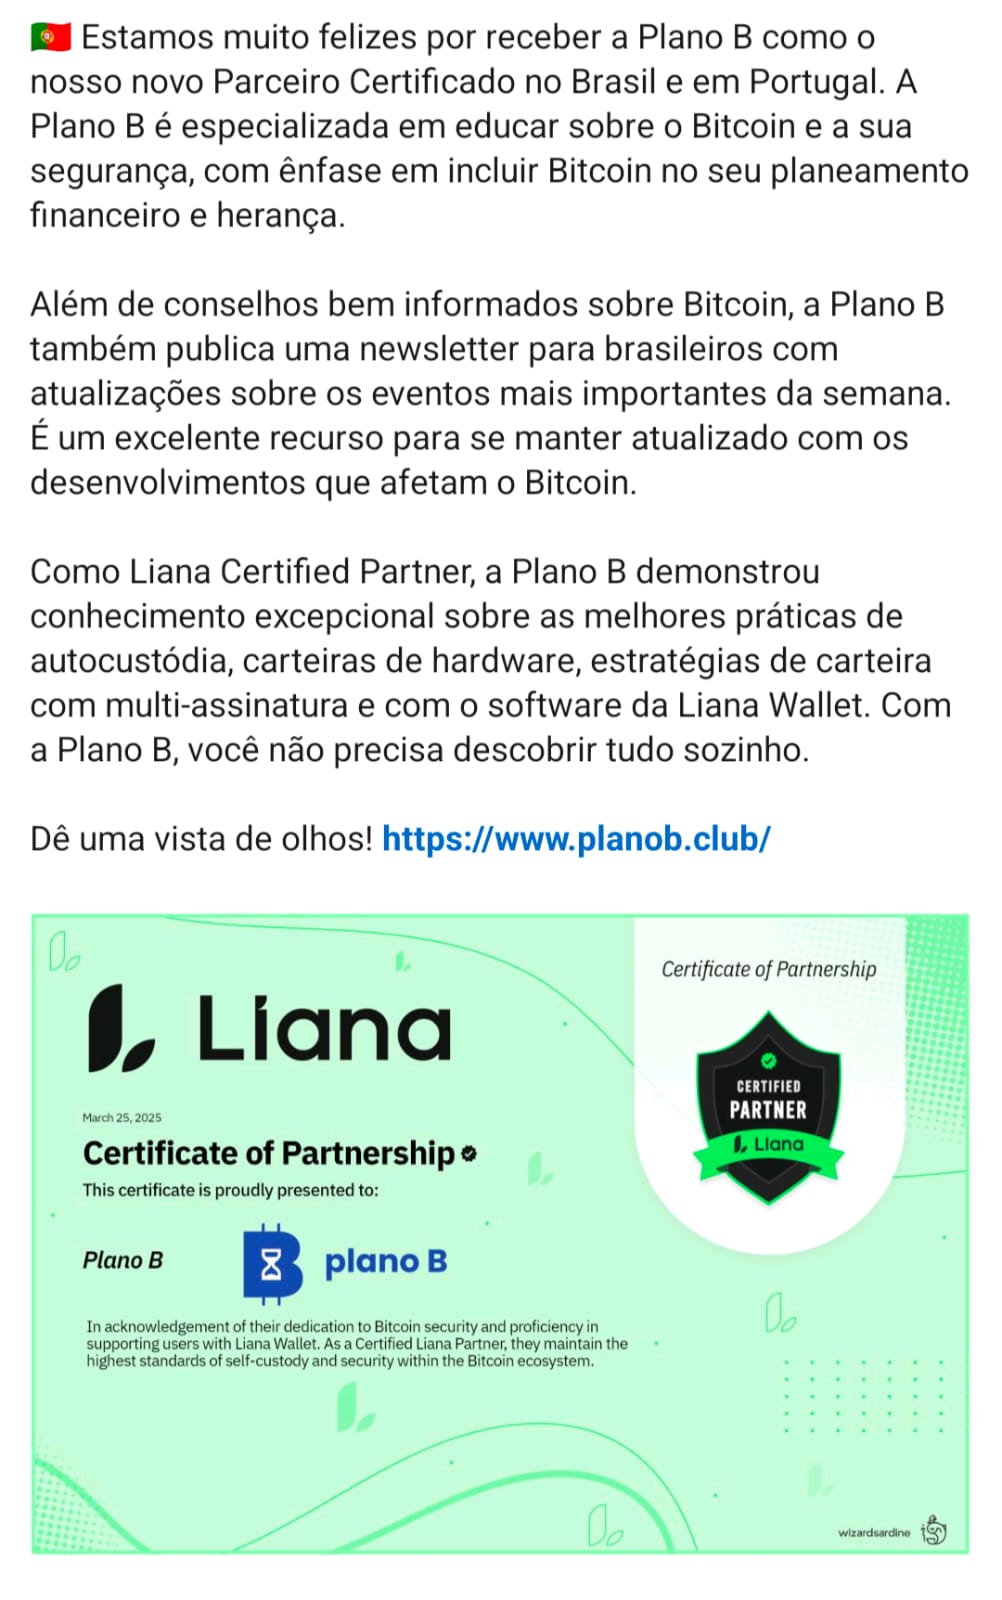 🇵🇹 Estamos muito felizes por receber a Plano B como o
nosso novo Parceiro Certificado no Brasil e em Portugal. A
Plano B é especializada em educar sobre o Bitcoin e a sua
segurança, com ênfase em incluir Bitcoin no seu planeamento
financeiro e herança.
Além de conselhos bem informados sobre Bitcoin, a Plano B
também publica uma newsletter para brasileiros com
atualizações sobre os eventos mais importantes da semana.
É um excelente recurso para se manter atualizado com os
desenvolvimentos que afetam o Bitcoin.
Como Liana Certified Partner, a Plano B demonstrou
conhecimento excepcional sobre as melhores práticas de
autocustódia, carteiras de hardware, estratégias de carteira
com multi-assinatura e com o software da Liana Wallet. Com
a Plano B, você não precisa descobrir tudo sozinho.
Dê uma vista de olhos! https://www.planob.club/
Liana
March 25, 2025
Certificate of Partnership
This certificate is proudly presented to:
Plano B
plano B
In acknowledgement of their dedication to Bitcoin security and proficiency in
supporting users with Liana Wallet. As a Certified Liana Partner, they maintain the
highest standards of self-custody and security within the Bitcoin ecosystem.
Certificate of Partnership
CERTIFIED
PARTNER
Liana
wizardsardine